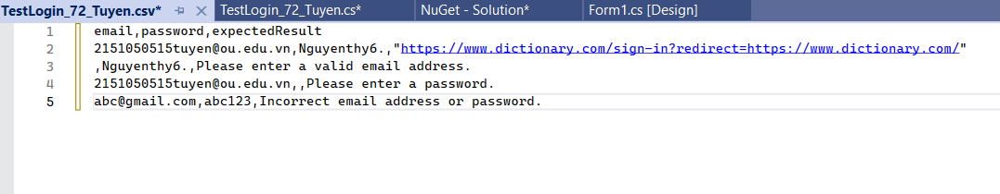 TestLogin_72_Tuyen.csv* TestLogin_72_Tuyen.cs* NuGet - Solution* Form1.cs [Design]
1 email,password,expectedResult
2 2151050515tuyen@ou.edu.vn,Nguyenthy6.,"https://www.dictionary.com/sign-in?redirect=https://www.dictionary.com/"
3 ,Nguyenthy6.,Please enter a valid email address.
4 2151050515tuyen@ou.edu.vn,,Please enter a password.
5 abc@gmail.com,abc123,Incorrect email address or password.